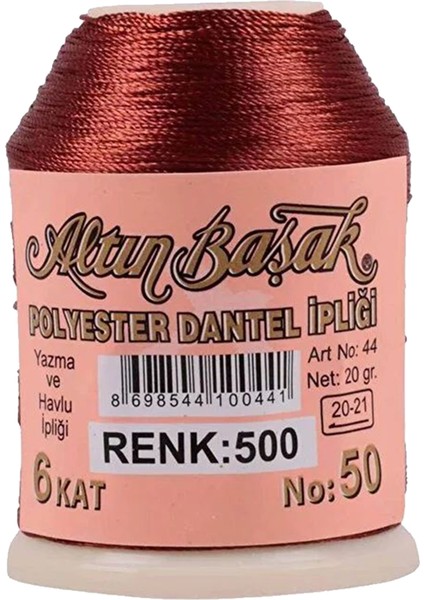 Altın Başak®
POLYESTER DANTEL İPLİĞİ
Yazma
ve
Havlu
İpliği
8 698544 100441
Art No: 44
Net: 20 gr.
20-21
RENK:500
6 KAT
No: 50